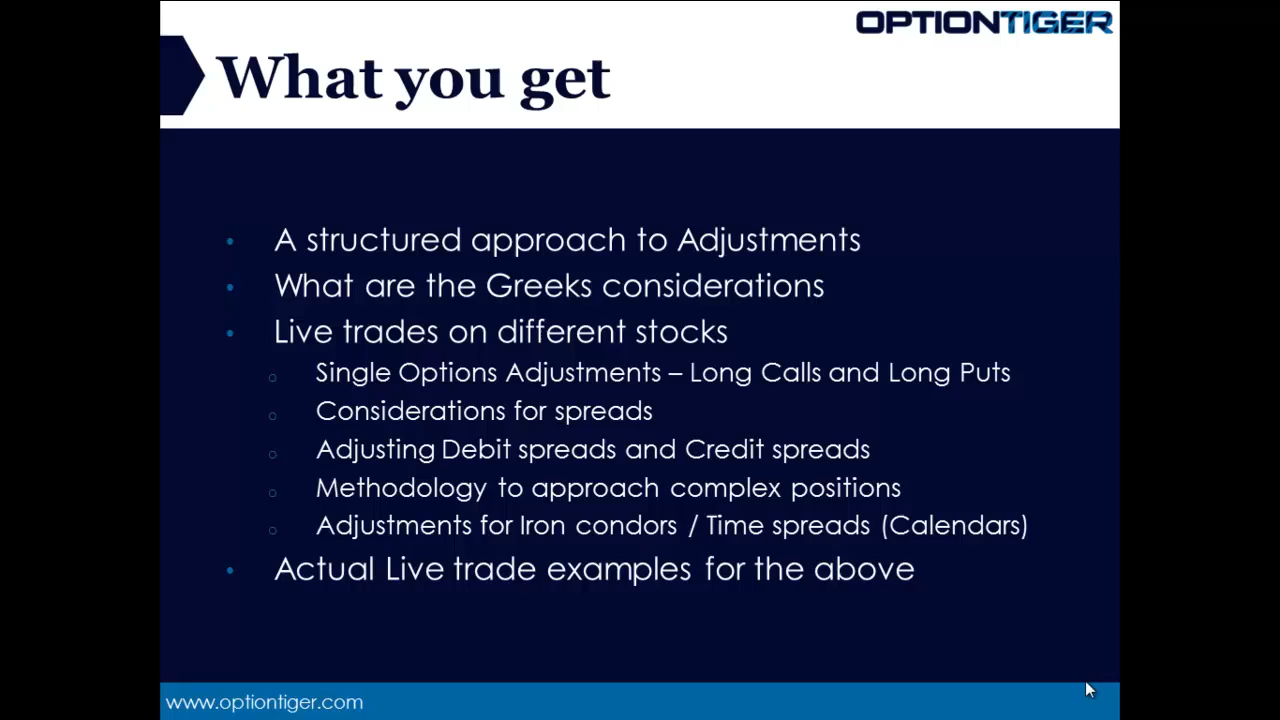 OPTIONTIGER
What you get
• A structured approach to Adjustments
• What are the Greeks considerations
• Live trades on different stocks
o Single Options Adjustments – Long Calls and Long Puts
o Considerations for spreads
o Adjusting Debit spreads and Credit spreads
o Methodology to approach complex positions
o Adjustments for Iron condors / Time spreads (Calendars)
• Actual Live trade examples for the above
www.optiontiger.com